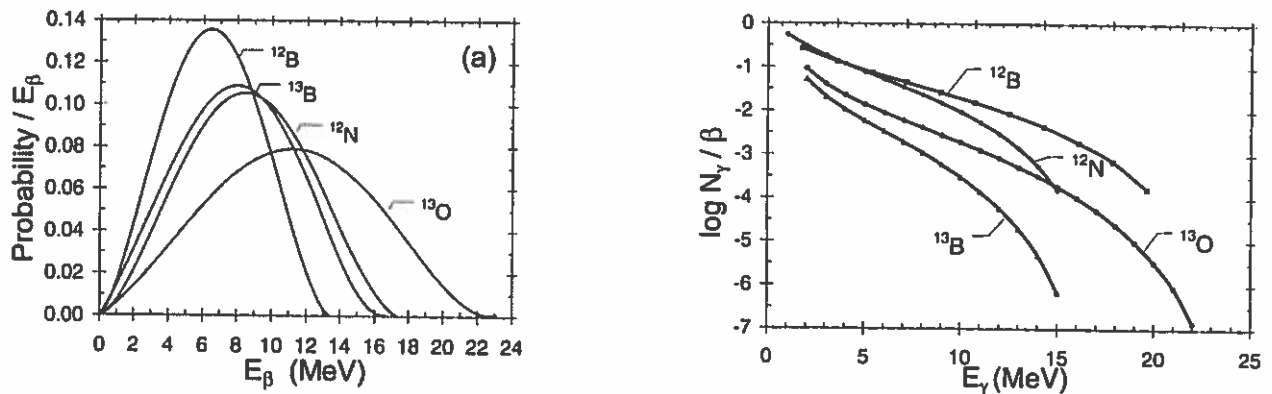 0.14
0.12
0.10
0.08
0.06
0.04
0.02
0.00
Probability / Eβ
(a)
¹²B
¹³B
¹²N
¹³O
0 2 4 6 8 10 12 14 16 18 20 22 24
Eβ (MeV)
-0
-1
-2
-3
-4
-5
-6
-7
log Nγ / β
¹²B
¹²N
¹³B
¹³O
0 5 10 15 20 25
Eγ (MeV)